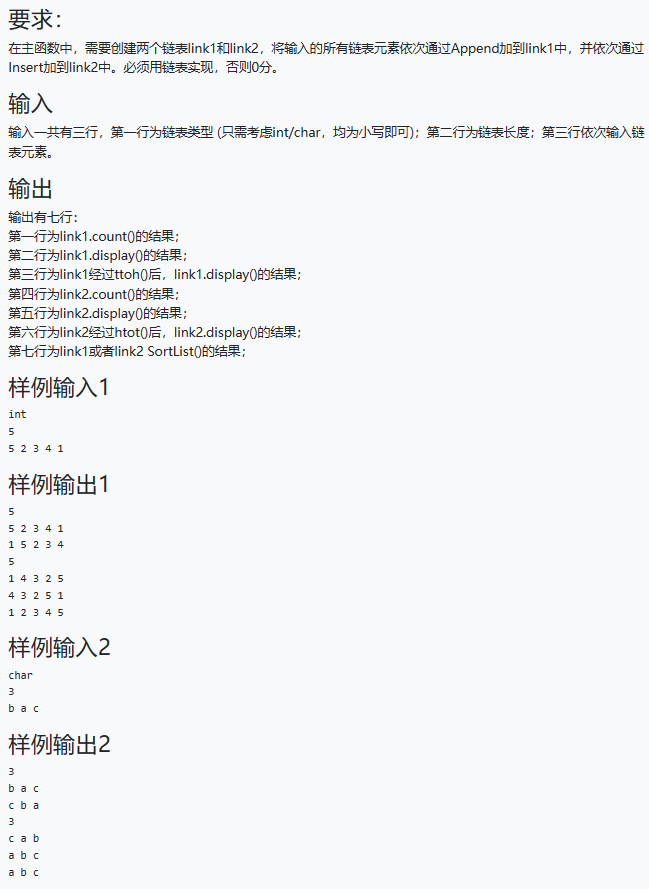 要求：
在主函数中，需要创建两个链表link1和link2，将输入的所有链表元素依次通过Append加到link1中，并依次通过
Insert加到link2中。必须用链表实现，否则0分。
输入
输入一共有三行，第一行为链表类型 (只需考虑int/char，均为小写即可)；第二行为链表长度；第三行依次输入链
表元素。
输出
输出有七行：
第一行为link1.count()的结果；
第二行为link1.display()的结果；
第三行为link1经过ttoh()后，link1.display()的结果；
第四行为link2.count()的结果；
第五行为link2.display()的结果；
第六行为link2经过htot()后，link2.display()的结果；
第七行为link1或者link2 SortList()的结果；
样例输入1
int
5
5 2 3 4 1
样例输出1
5
5 2 3 4 1
1 5 2 3 4
5
1 4 3 2 5
4 3 2 5 1
1 2 3 4 5
样例输入2
char
3
b a c
样例输出2
3
b a c
c b a
3
c a b
a b c
a b c